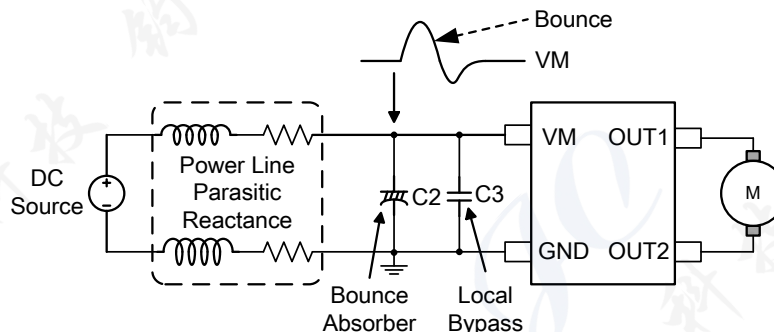 Bounce
VM
DC
Source
+
−
Power Line
Parasitic
Reactance
C2
C3
VM
OUT1
GND
OUT2
M
Bounce
Absorber
Local
Bypass